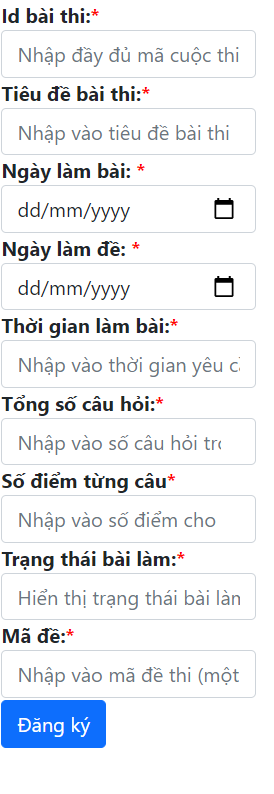 Id bài thi:*
Nhập đầy đủ mã cuộc thi
Tiêu đề bài thi:*
Nhập vào tiêu đề bài thi
Ngày làm bài: *
dd/mm/yyyy
Ngày làm đề: *
dd/mm/yyyy
Thời gian làm bài:*
Nhập vào thời gian yêu
Tổng số câu hỏi:*
Nhập vào số câu hỏi
Số điểm từng câu*
Nhập vào số điểm cho
Trạng thái bài làm:*
Hiển thị trạng thái bài làm
Mã đề:*
Nhập vào mã đề thi (một
Đăng ký